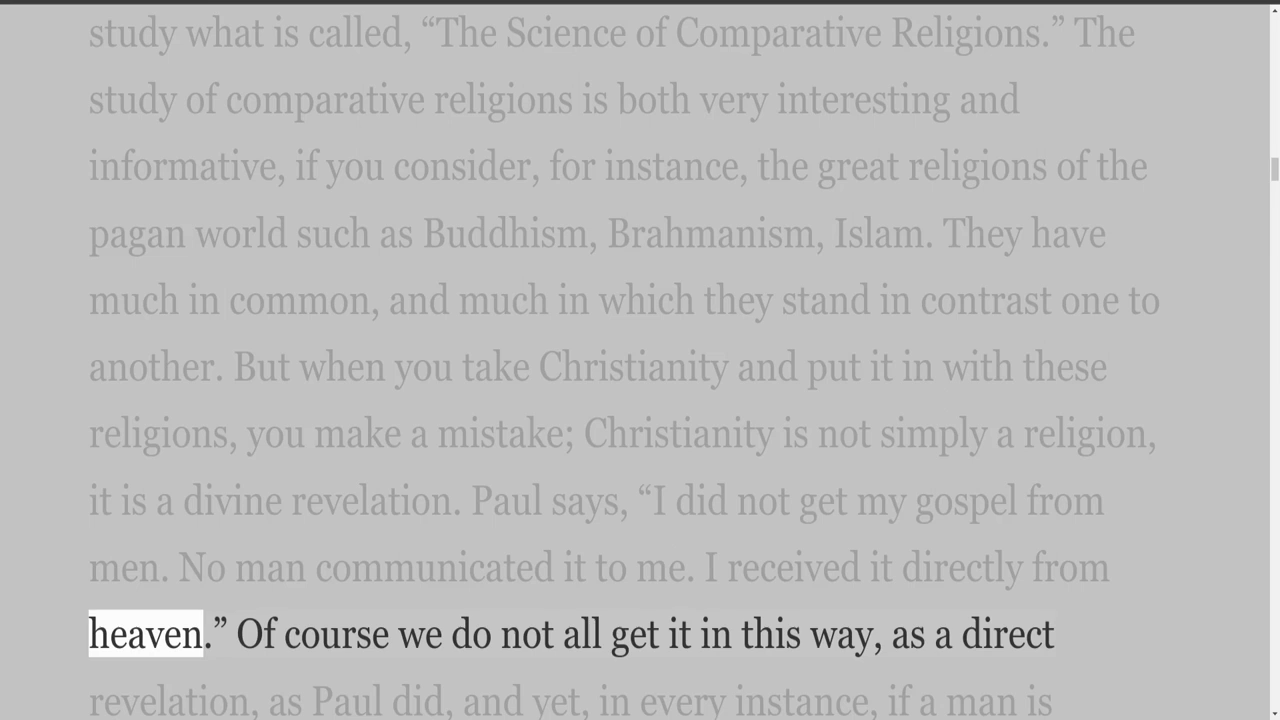 study what is called, “The Science of Comparative Religions.” The
study of comparative religions is both very interesting and
informative, if you consider, for instance, the great religions of the
pagan world such as Buddhism, Brahmanism, Islam. They have
much in common, and much in which they stand in contrast one to
another. But when you take Christianity and put it in with these
religions, you make a mistake; Christianity is not simply a religion,
it is a divine revelation. Paul says, “I did not get my gospel from
men. No man communicated it to me. I received it directly from
heaven.” Of course we do not all get it in this way, as a direct
revelation, as Paul did, and yet, in every instance, if a man is